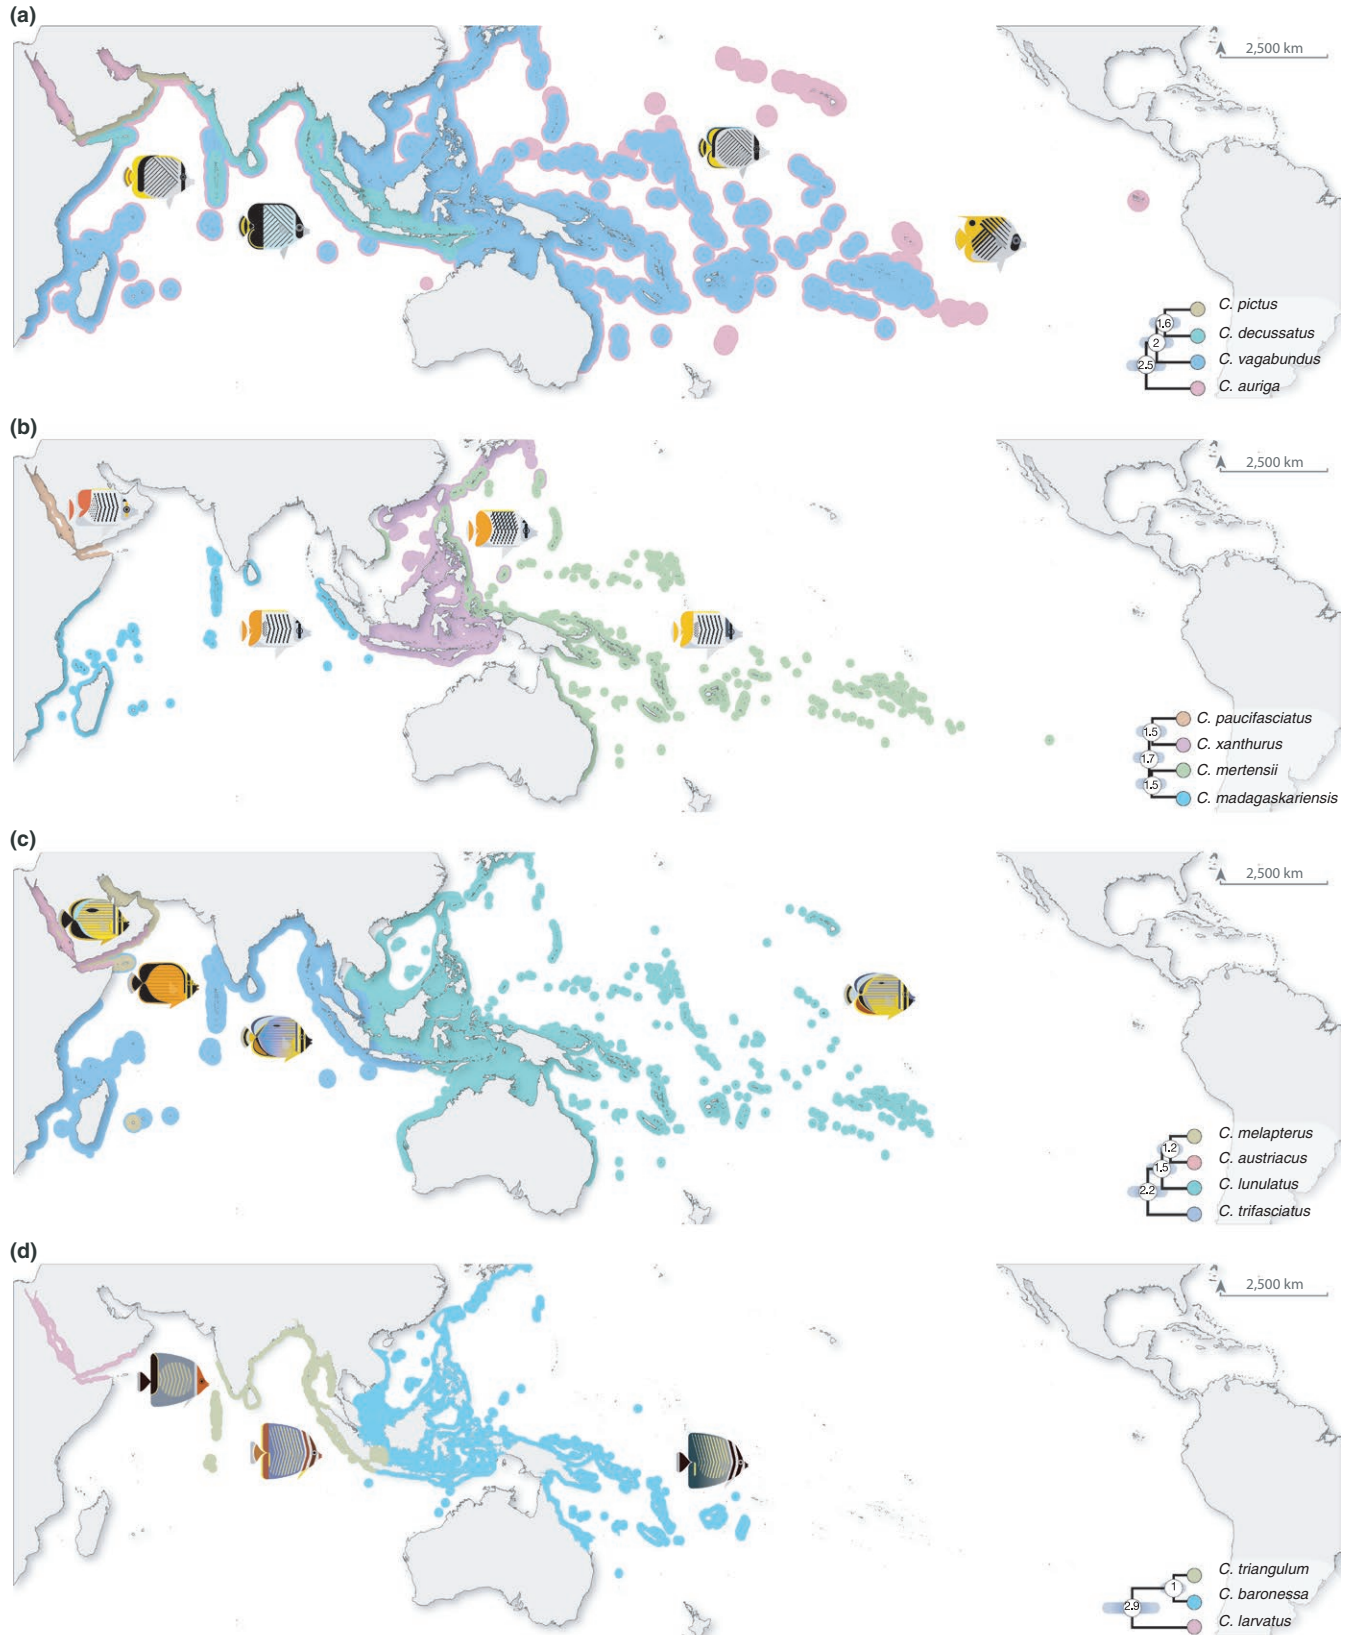 (a)
2,500 km
1.6
2
2.5
C. pictus
C. decussatus
C. vagabundus
C. auriga
(b)
2,500 km
1.5
1.7
1.5
C. paucifasciatus
C. xanthurus
C. mertensii
C. madagaskariensis
(c)
2,500 km
1.2
1.5
2.2
C. melapterus
C. austriacus
C. lunulatus
C. trifasciatus
(d)
2,500 km
1
2.9
C. triangulum
C. baronessa
C. larvatus